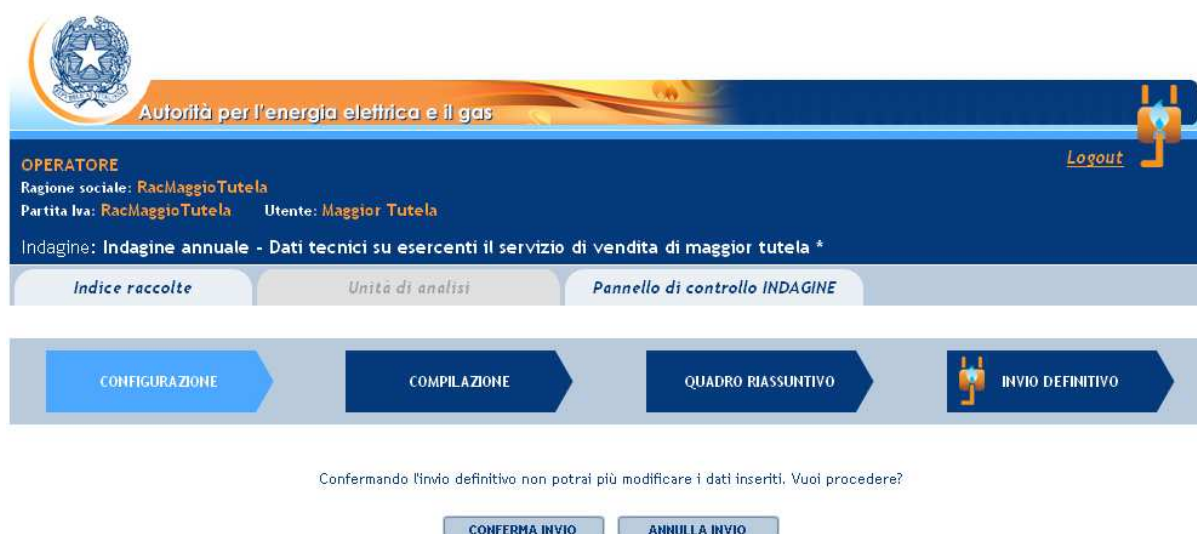 Autorità per l'energia elettrica e il gas
Logout
OPERATORE
Ragione sociale: RacMaggioTutela
Partita Iva: RacMaggioTutela Utente: Maggior Tutela
Indagine: Indagine annuale - Dati tecnici su esercenti il servizio di vendita di maggior tutela *
Indice raccolte Unità di analisi Pannello di controllo INDAGINE
CONFIGURAZIONE COMPILAZIONE QUADRO RIASSUNTIVO INVIO DEFINITIVO
Confermando l'invio definitivo non potrai più modificare i dati inseriti. Vuoi procedere?
CONFERMA INVIO ANNULLA INVIO